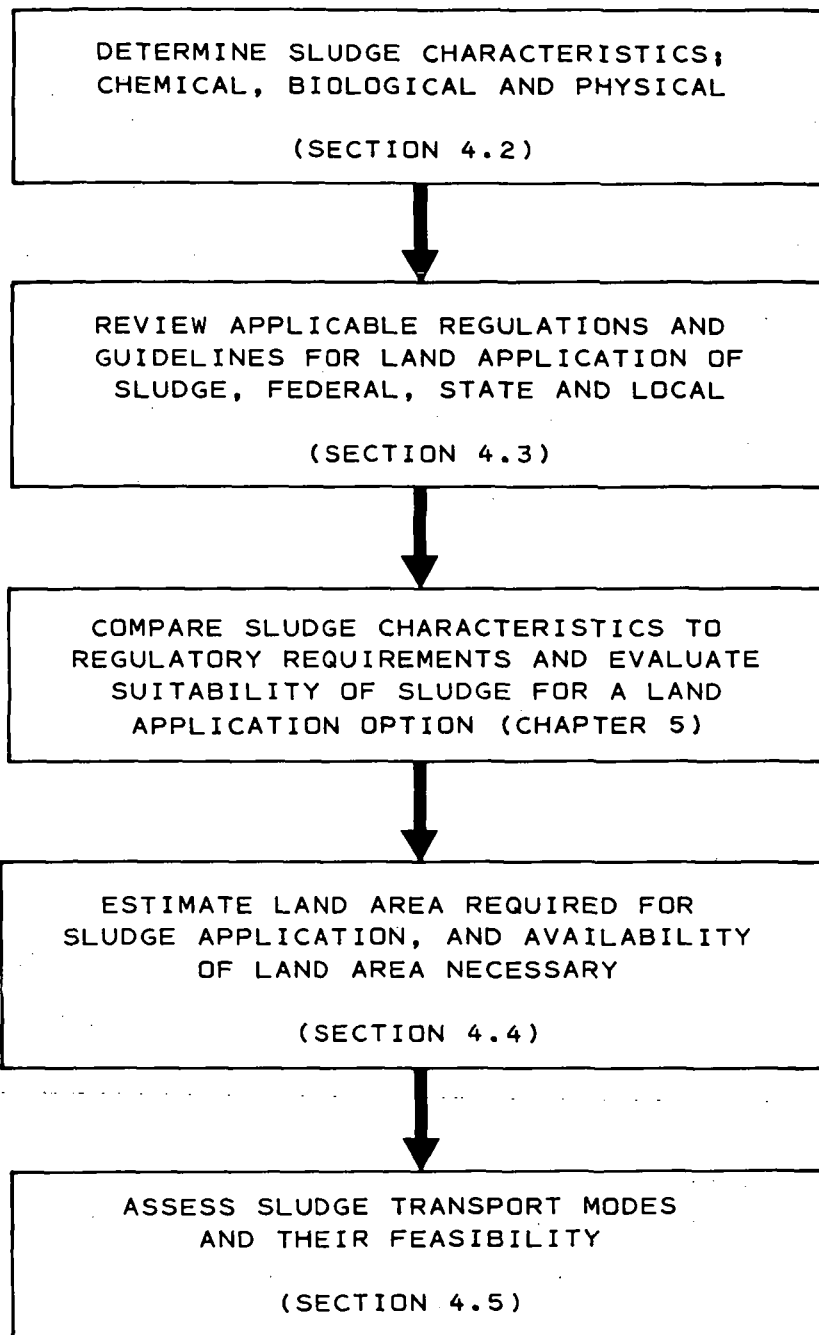 DETERMINE SLUDGE CHARACTERISTICS;
CHEMICAL, BIOLOGICAL AND PHYSICAL
(SECTION 4.2)
REVIEW APPLICABLE REGULATIONS AND
GUIDELINES FOR LAND APPLICATION OF
SLUDGE, FEDERAL, STATE AND LOCAL
(SECTION 4.3)
COMPARE SLUDGE CHARACTERISTICS TO
REGULATORY REQUIREMENTS AND EVALUATE
SUITABILITY OF SLUDGE FOR A LAND
APPLICATION OPTION (CHAPTER 5)
ESTIMATE LAND AREA REQUIRED FOR
SLUDGE APPLICATION, AND AVAILABILITY
OF LAND AREA NECESSARY
(SECTION 4.4)
ASSESS SLUDGE TRANSPORT MODES
AND THEIR FEASIBILITY
(SECTION 4.5)